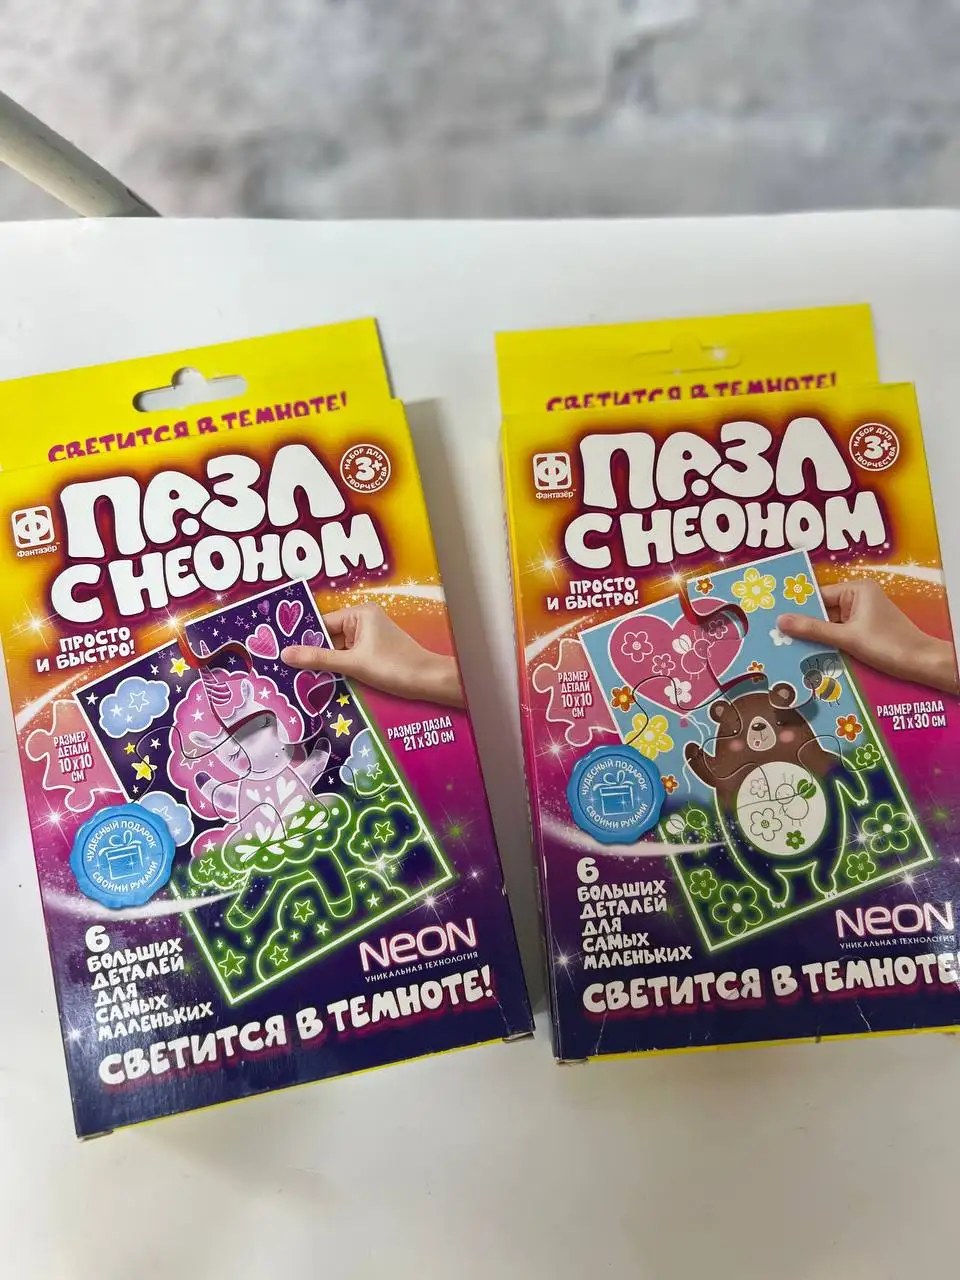 СВЕТИТСЯ В ТЕМНОТЕ!
Фантазёр™
ПАЗЛ
С НЕОНОМ
НАБОР ДЛЯ
3+
ТВОРЧЕСТВА
ПРОСТО
И БЫСТРО!
РАЗМЕР
ДЕТАЛИ
10 Х 10
СМ
РАЗМЕР ПАЗЛА
21 Х 30 СМ
ЧУДЕСНЫЙ ПОДАРОК
СВОИМИ РУКАМИ
6
БОЛЬШИХ
ДЕТАЛЕЙ
ДЛЯ
САМЫХ
МАЛЕНЬКИХ
NEON
УНИКАЛЬНАЯ ТЕХНОЛОГИЯ
СВЕТИТСЯ В ТЕМНОТЕ!
СВЕТИТСЯ В ТЕМНОТЕ!
Фантазёр™
ПАЗЛ
С НЕОНОМ
НАБОР ДЛЯ
3+
ТВОРЧЕСТВА
ПРОСТО
И БЫСТРО!
РАЗМЕР
ДЕТАЛИ
10 Х 10
СМ
РАЗМЕР ПАЗЛА
21 Х 30 СМ
ЧУДЕСНЫЙ ПОДАРОК
СВОИМИ РУКАМИ
6
БОЛЬШИХ
ДЕТАЛЕЙ
ДЛЯ
САМЫХ
МАЛЕНЬКИХ
NEON
УНИКАЛЬНАЯ ТЕХНОЛОГИЯ
СВЕТИТСЯ В ТЕМНОТЕ!